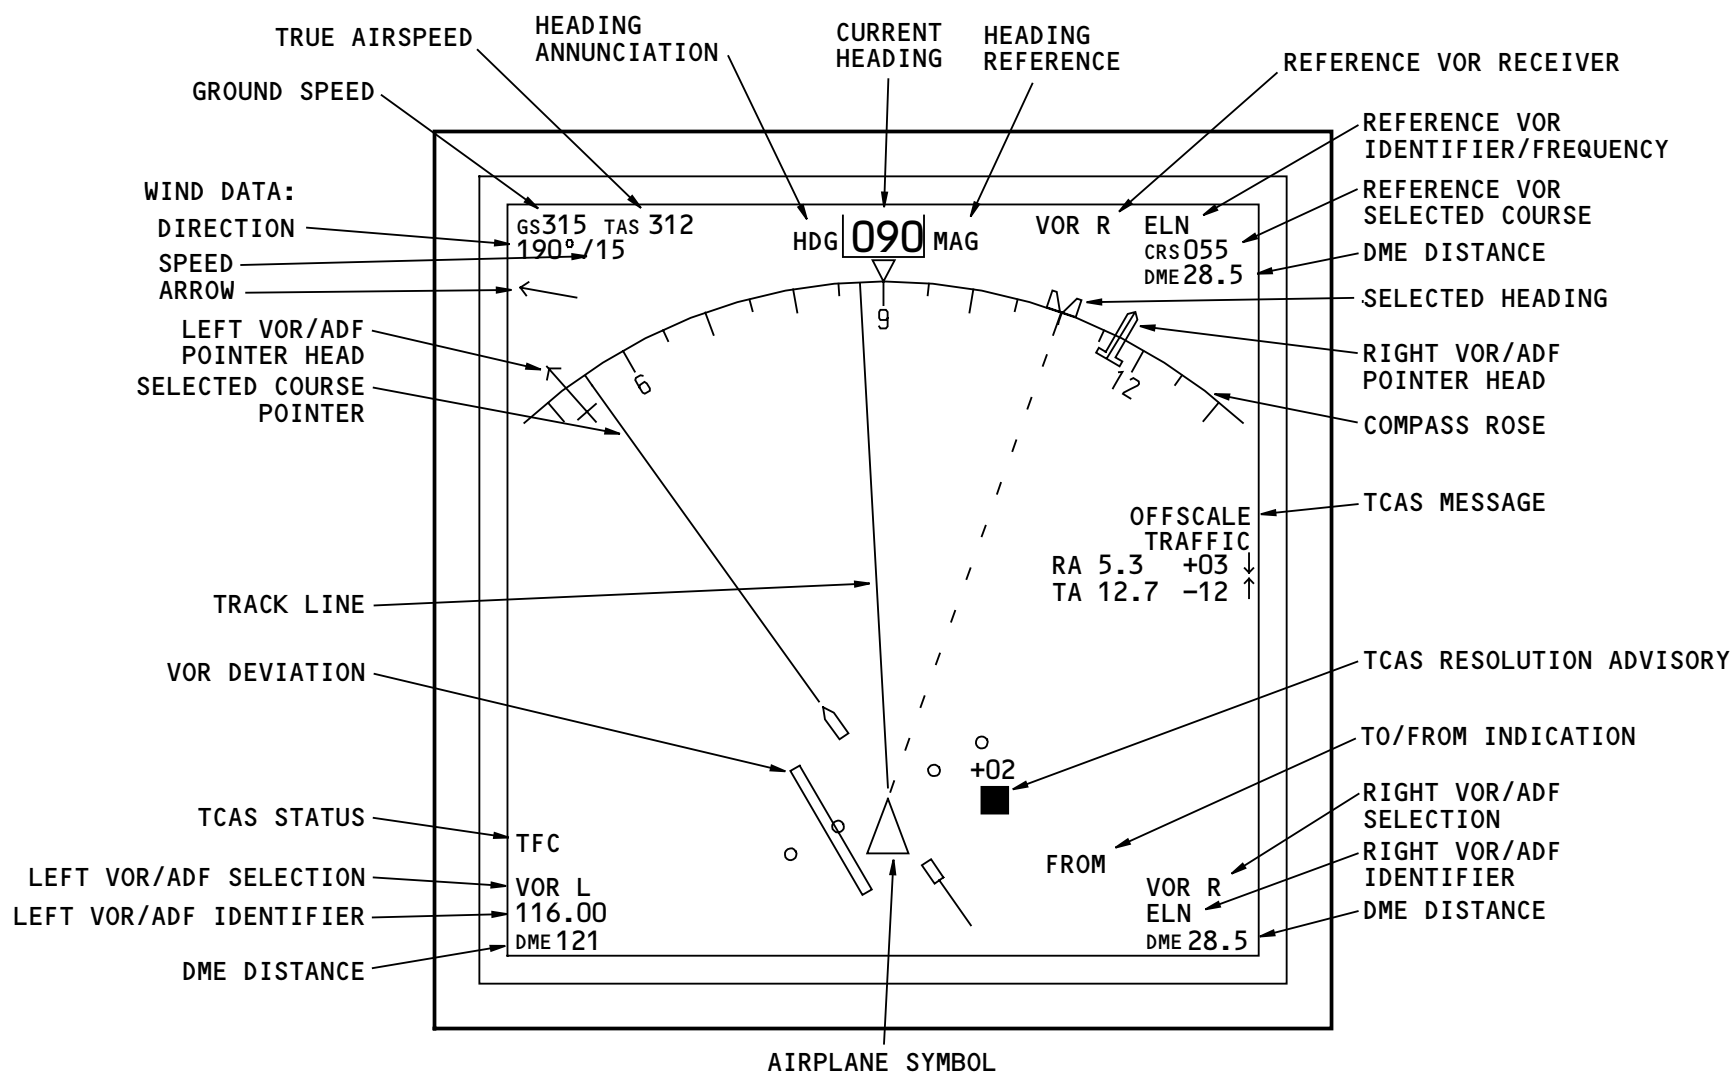 TRUE AIRSPEED
HEADING
ANNUNCIATION
CURRENT
HEADING
HEADING
REFERENCE
REFERENCE VOR RECEIVER
GROUND SPEED
REFERENCE VOR
IDENTIFIER/FREQUENCY
WIND DATA:
DIRECTION
SPEED
ARROW
REFERENCE VOR
SELECTED COURSE
DME DISTANCE
SELECTED HEADING
GS315 TAS 312
190°/15
HDG 090 MAG
VOR R ELN
CRS055
DME28.5
LEFT VOR/ADF
POINTER HEAD
SELECTED COURSE
POINTER
6
9
12
RIGHT VOR/ADF
POINTER HEAD
COMPASS ROSE
TCAS MESSAGE
OFFSCALE
TRAFFIC
RA 5.3 +03 ↓
TA 12.7 -12 ↑
TRACK LINE
VOR DEVIATION
TCAS RESOLUTION ADVISORY
+02
TO/FROM INDICATION
FROM
TCAS STATUS
TFC
LEFT VOR/ADF SELECTION
VOR L
LEFT VOR/ADF IDENTIFIER
116.00
DME DISTANCE
DME121
RIGHT VOR/ADF
SELECTION
RIGHT VOR/ADF
IDENTIFIER
DME DISTANCE
VOR R
ELN
DME28.5
AIRPLANE SYMBOL